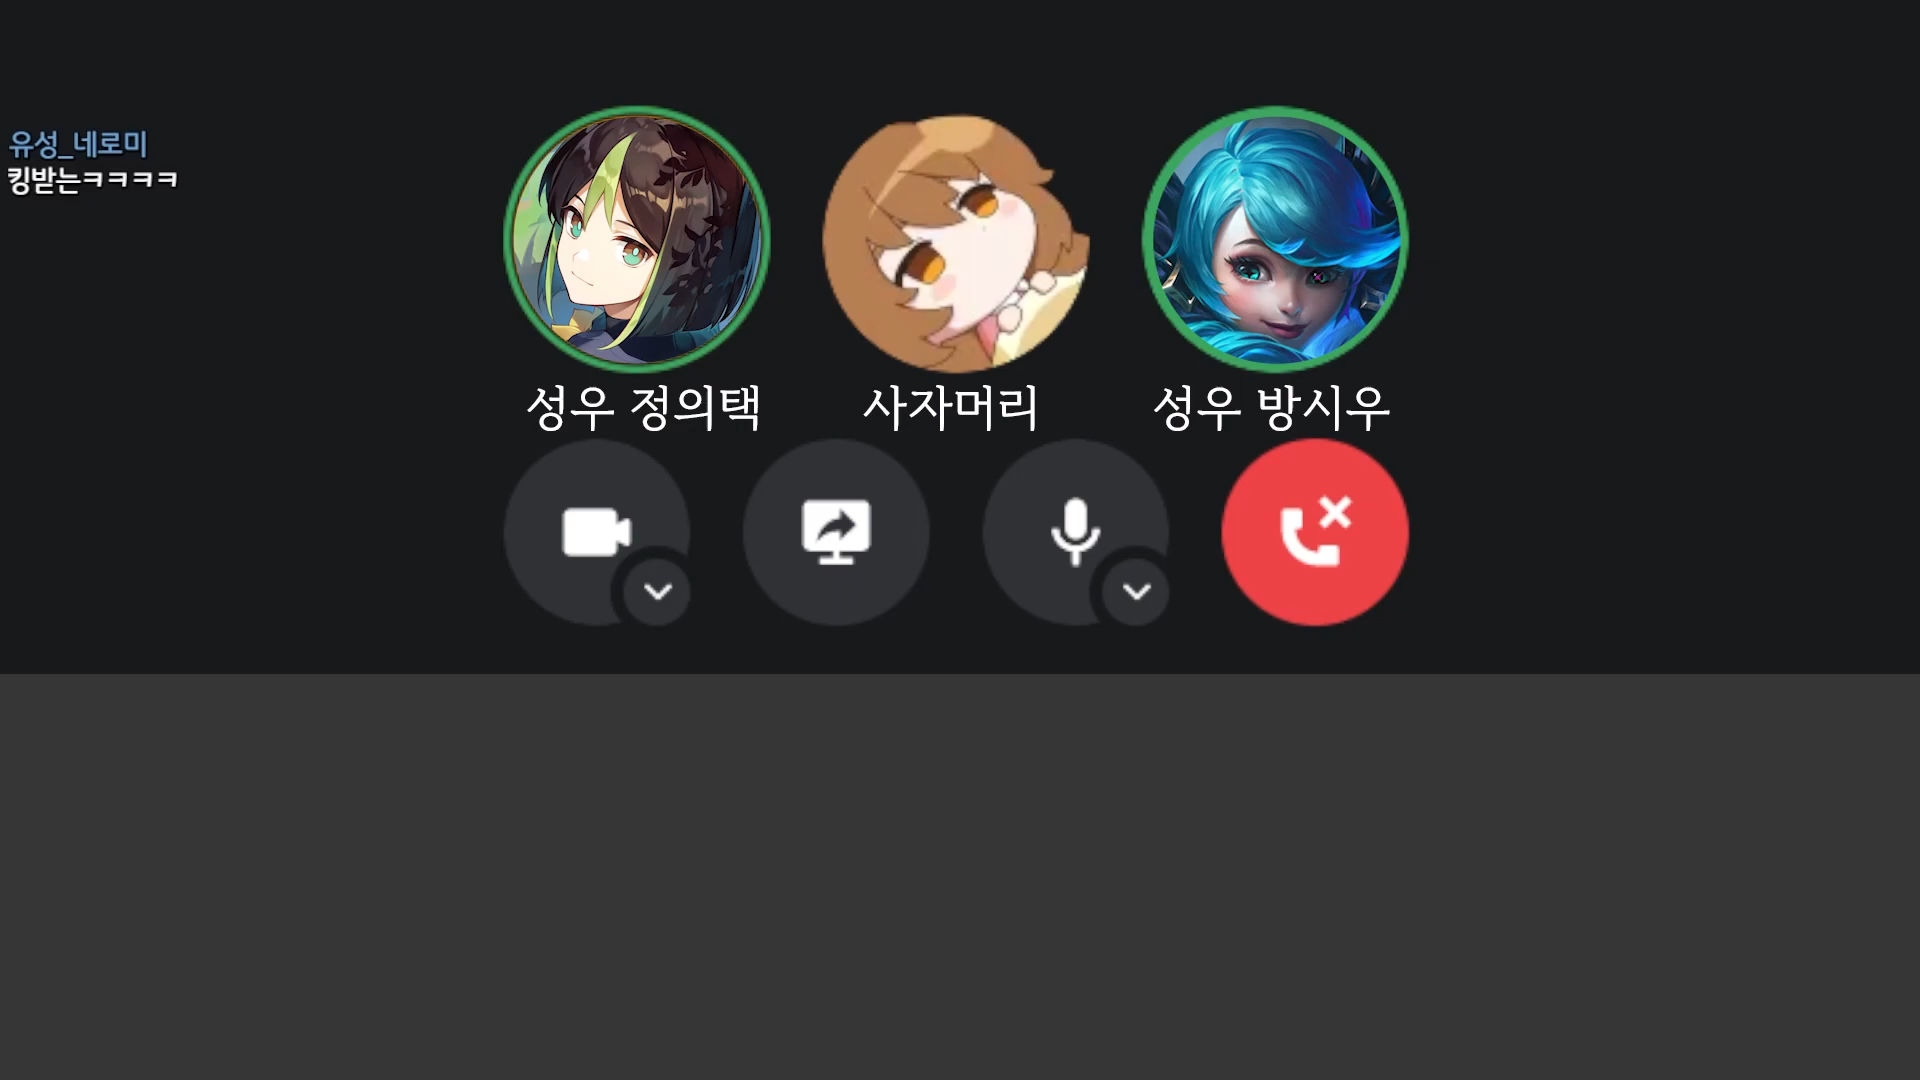 유성_네로미
킹받는ㅋㅋㅋㅋ
성우 정의택
사자머리
성우 방시우